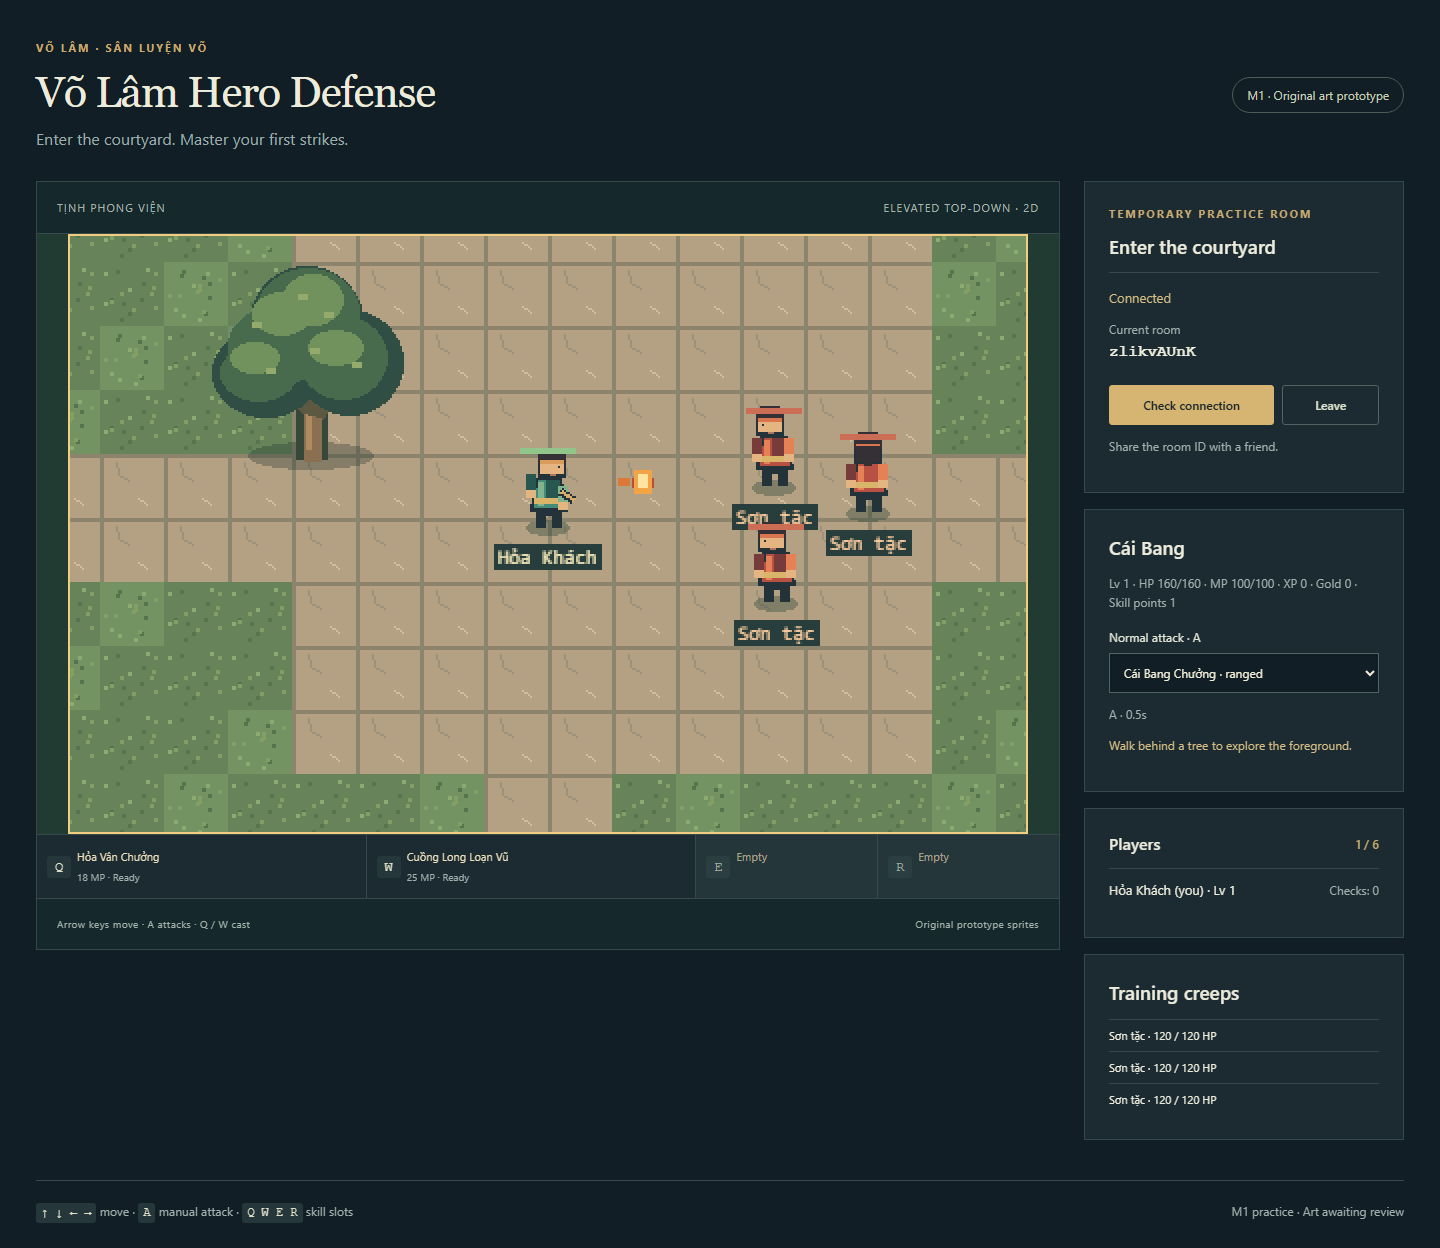 VÕ LÂM · SÂN LUYỆN VÕ
Võ Lâm Hero Defense
Enter the courtyard. Master your first strikes.
M1 · Original art prototype
TỊNH PHONG VIỆN
ELEVATED TOP-DOWN · 2D
Sơn tặc
Hỏa Khách
Sơn tặc
Sơn tặc
Q
Hỏa Vân Chưởng
18 MP · Ready
W
Cuồng Long Loạn Vũ
25 MP · Ready
E
Empty
R
Empty
Arrow keys move · A attacks · Q / W cast
Original prototype sprites
TEMPORARY PRACTICE ROOM
Enter the courtyard
Connected
Current room
zlikvAUnK
Check connection
Leave
Share the room ID with a friend.
Cái Bang
Lv 1 · HP 160/160 · MP 100/100 · XP 0 · Gold 0 ·
Skill points 1
Normal attack · A
Cái Bang Chưởng · ranged
A · 0.5s
Walk behind a tree to explore the foreground.
Players
1 / 6
Hỏa Khách (you) · Lv 1
Checks: 0
Training creeps
Sơn tặc · 120 / 120 HP
Sơn tặc · 120 / 120 HP
Sơn tặc · 120 / 120 HP
↑ ↓ ← → move · A manual attack · Q W E R skill slots
M1 practice · Art awaiting review